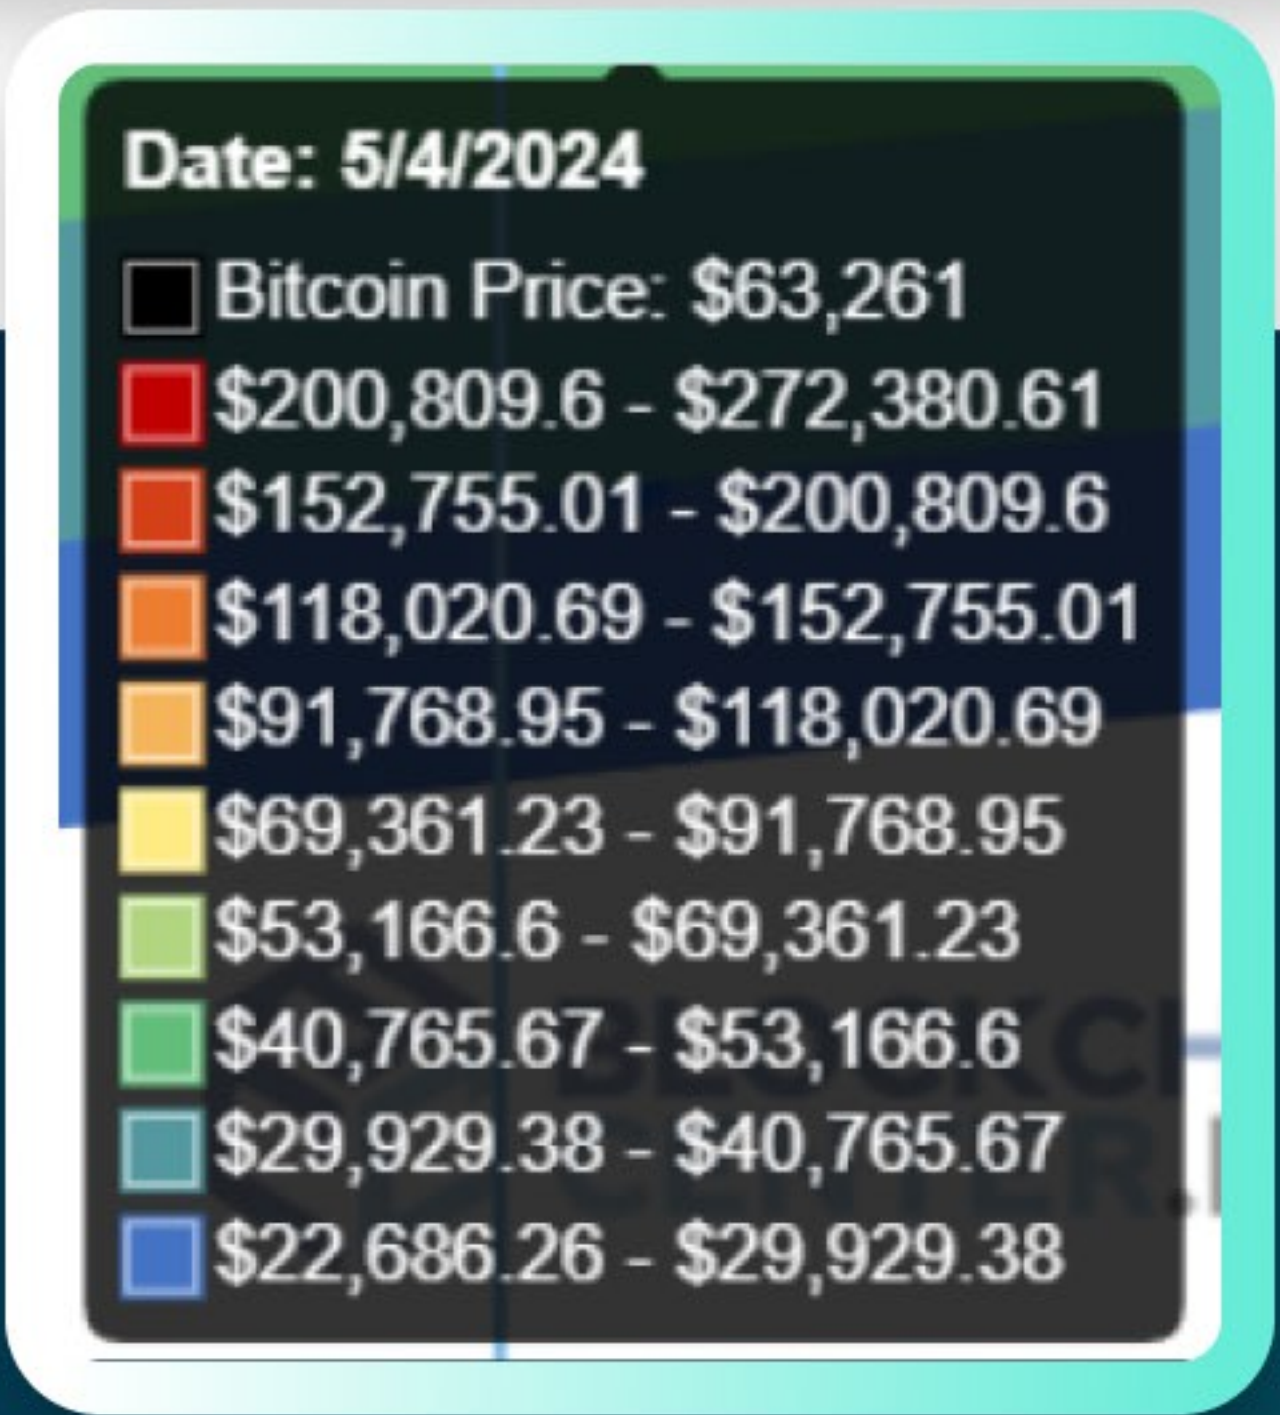 Date: 5/4/2024
Bitcoin Price: $63,261
$200,809.6 - $272,380.61
$152,755.01 - $200,809.6
$118,020.69 - $152,755.01
$91,768.95 - $118,020.69
$69,361.23 - $91,768.95
$53,166.6 - $69,361.23
$40,765.67 - $53,166.6
$29,929.38 - $40,765.67
$22,686.26 - $29,929.38